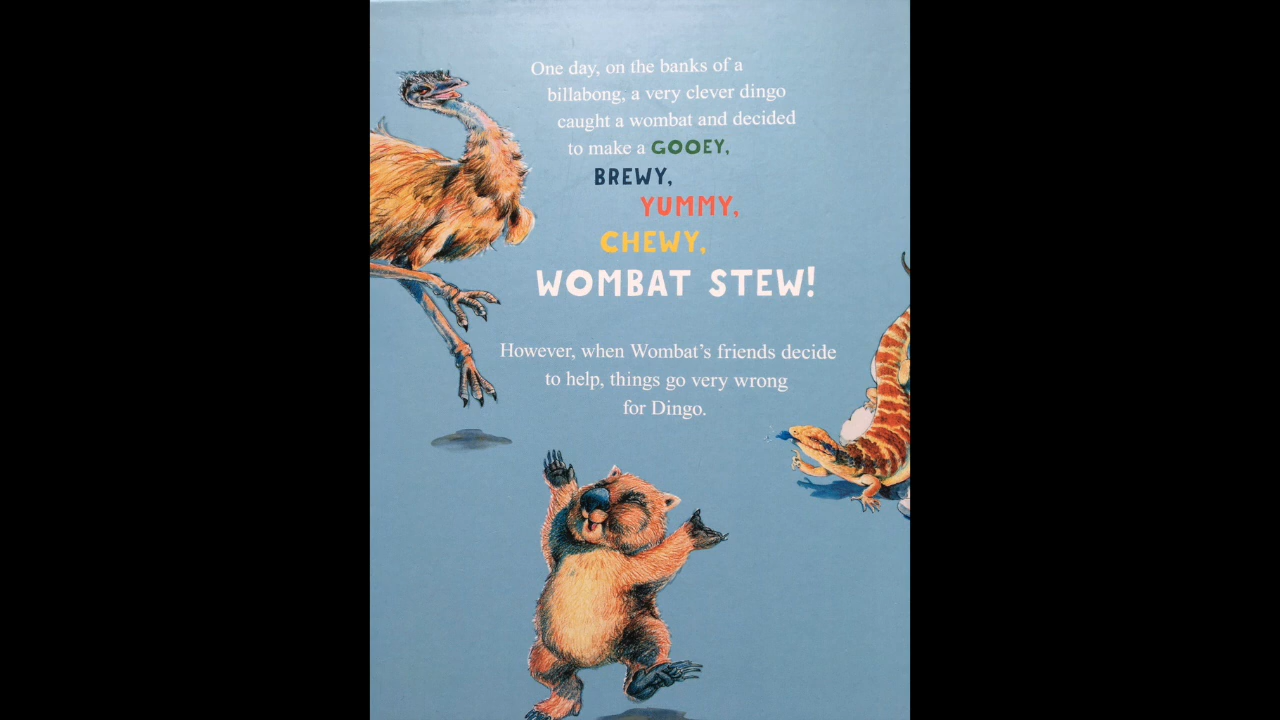 One day, on the banks of a
billabong, a very clever dingo
caught a wombat and decided
to make a GOOEY,
BREWY,
YUMMY,
CHEWY,
WOMBAT STEW!
However, when Wombat's friends decide
to help, things go very wrong
for Dingo.